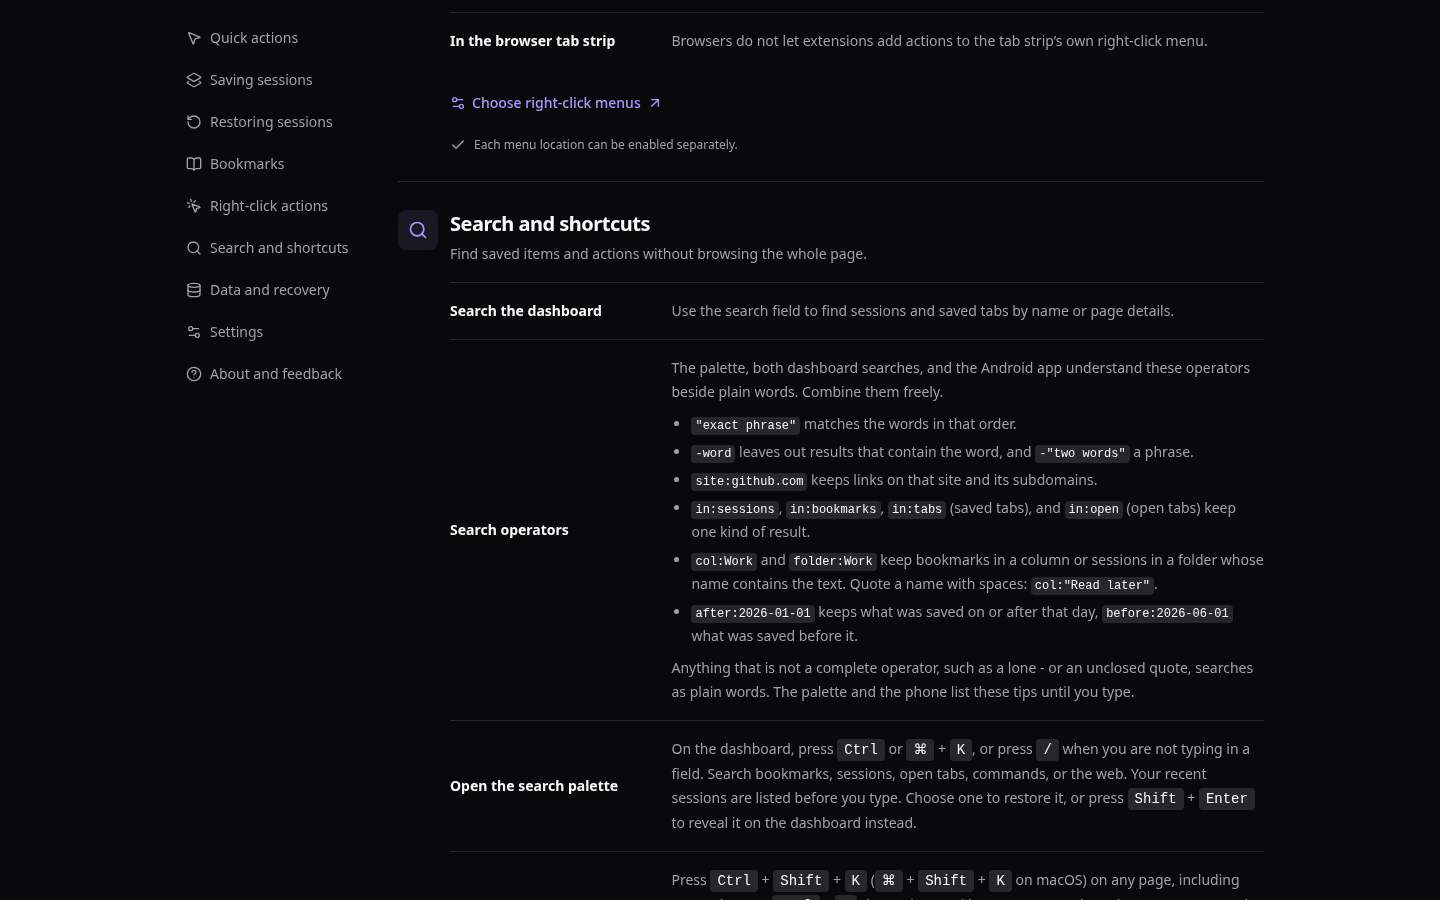 Quick actions
Saving sessions
Restoring sessions
Bookmarks
Right-click actions
Search and shortcuts
Data and recovery
Settings
About and feedback
In the browser tab strip
Browsers do not let extensions add actions to the tab strip’s own right-click menu.
Choose right-click menus
Each menu location can be enabled separately.
Search and shortcuts
Find saved items and actions without browsing the whole page.
Search the dashboard
Use the search field to find sessions and saved tabs by name or page details.
Search operators
The palette, both dashboard searches, and the Android app understand these operators
beside plain words. Combine them freely.
• "exact phrase" matches the words in that order.
• -word leaves out results that contain the word, and -"two words" a phrase.
• site:github.com keeps links on that site and its subdomains.
• in:sessions, in:bookmarks, in:tabs (saved tabs), and in:open (open tabs) keep
one kind of result.
• col:Work and folder:Work keep bookmarks in a column or sessions in a folder whose
name contains the text. Quote a name with spaces: col:"Read later".
• after:2026-01-01 keeps what was saved on or after that day, before:2026-06-01
what was saved before it.
Anything that is not a complete operator, such as a lone - or an unclosed quote, searches
as plain words. The palette and the phone list these tips until you type.
Open the search palette
On the dashboard, press Ctrl or ⌘ + K, or press / when you are not typing in a
field. Search bookmarks, sessions, open tabs, commands, or the web. Your recent
sessions are listed before you type. Choose one to restore it, or press Shift + Enter
to reveal it on the dashboard instead.
Press Ctrl + Shift + K (⌘ + Shift + K on macOS) on any page, including